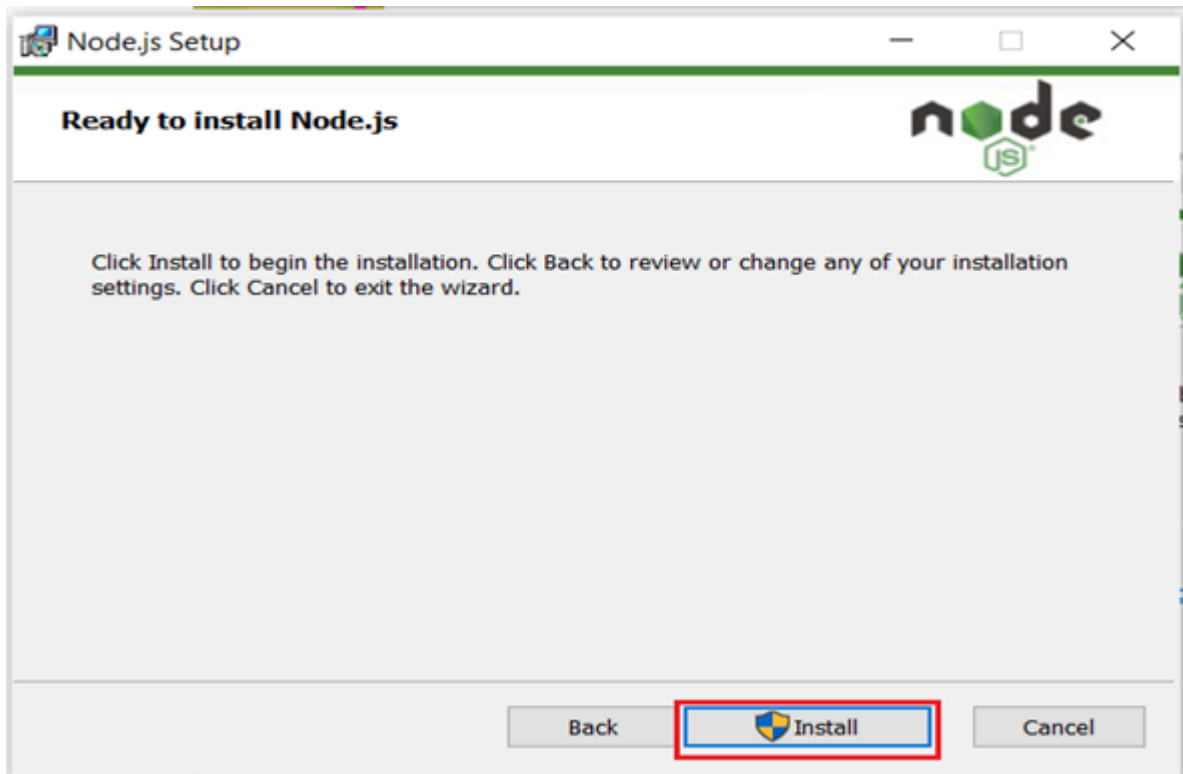 Node.js Setup
Ready to install Node.js
node
JS
Click Install to begin the installation. Click Back to review or change any of your installation
settings. Click Cancel to exit the wizard.
Back
Install
Cancel